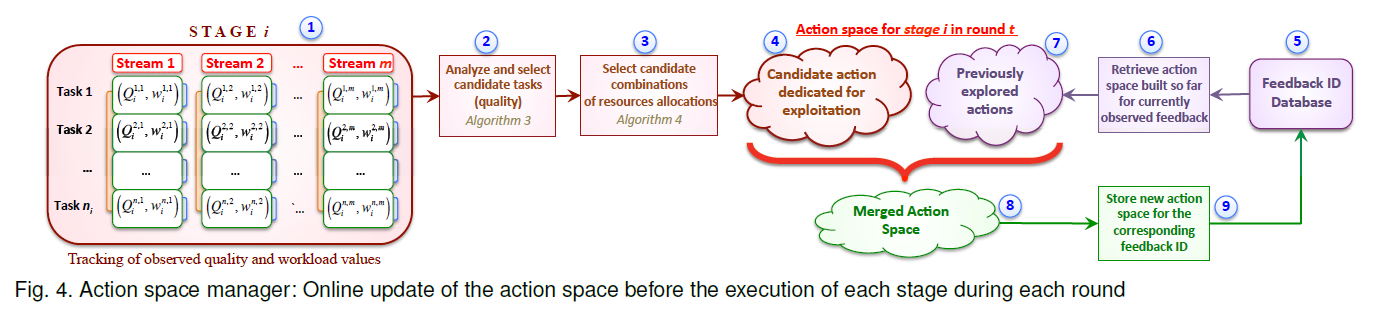 STAGE i
1
Stream 1 Stream 2 ... Stream m
Task 1 (Q_i^{1,1}, w_i^{1,1}) (Q_i^{1,2}, w_i^{1,2}) ... (Q_i^{1,m}, w_i^{1,m})
Task 2 (Q_i^{2,1}, w_i^{2,1}) (Q_i^{2,2}, w_i^{2,2}) ... (Q_i^{2,m}, w_i^{2,m})
... ... ... ... ...
Task n_i (Q_i^{n,1}, w_i^{n,1}) (Q_i^{n,2}, w_i^{n,2}) `... (Q_i^{n,m}, w_i^{n,m})
Tracking of observed quality and workload values
2
Analyze and select
candidate tasks
(quality)
Algorithm 3
3
Select candidate
combinations
of resources allocations
Algorithm 4
Action space for stage i in round t
4
Candidate action
dedicated for
exploitation
7
Previously
explored
actions
6
Retrieve action
space built so far
for currently
observed feedback
5
Feedback ID
Database
Merged Action
Space
8
Store new action
space for the
corresponding
feedback ID
9
Fig. 4. Action space manager: Online update of the action space before the execution of each stage during each round